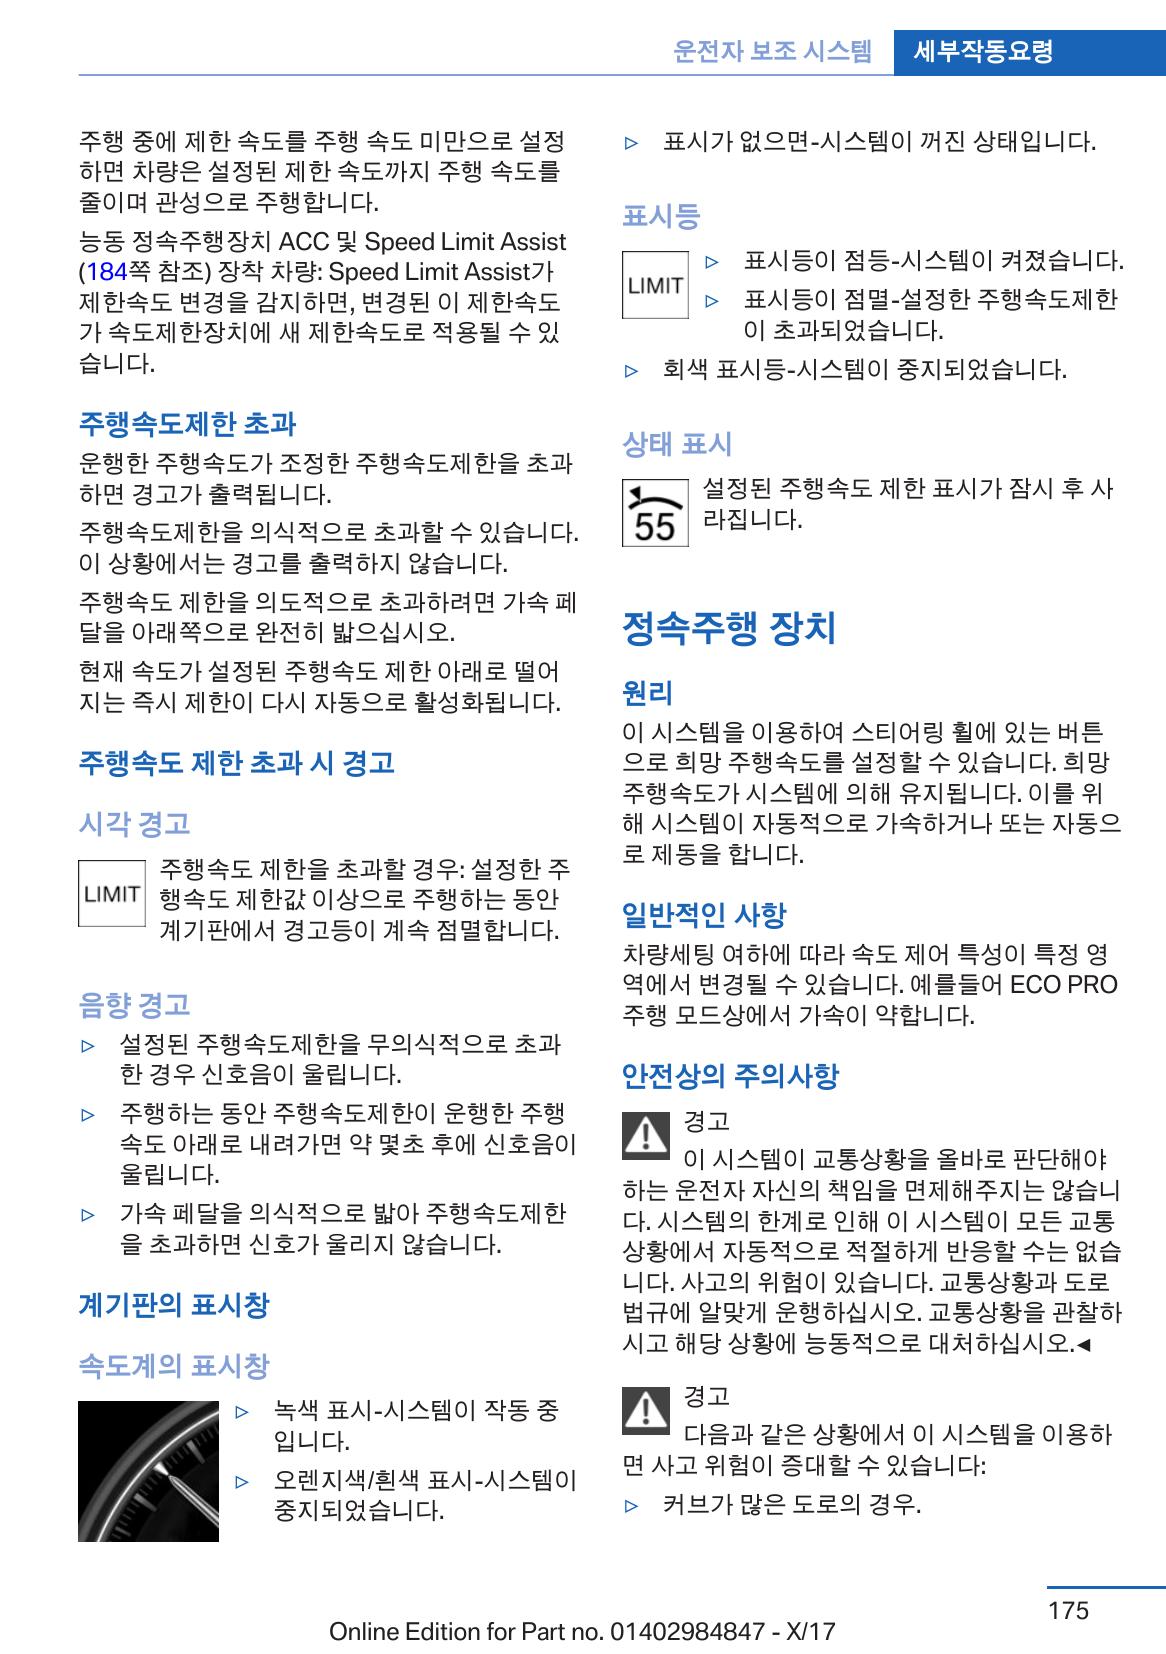 운전자 보조 시스템 세부작동요령
주행 중에 제한 속도를 주행 속도 미만으로 설정
하면 차량은 설정된 제한 속도까지 주행 속도를
줄이며 관성으로 주행합니다.
능동 정속주행장치 ACC 및 Speed Limit Assist
(184쪽 참조) 장착 차량: Speed Limit Assist가
제한속도 변경을 감지하면, 변경된 이 제한속도
가 속도제한장치에 새 제한속도로 적용될 수 있
습니다.
주행속도제한 초과
운행한 주행속도가 조정한 주행속도제한을 초과
하면 경고가 출력됩니다.
주행속도제한을 의식적으로 초과할 수 있습니다.
이 상황에서는 경고를 출력하지 않습니다.
주행속도 제한을 의도적으로 초과하려면 가속 페
달을 아래쪽으로 완전히 밟으십시오.
현재 속도가 설정된 주행속도 제한 아래로 떨어
지는 즉시 제한이 다시 자동으로 활성화됩니다.
주행속도 제한 초과 시 경고
시각 경고
LIMIT
주행속도 제한을 초과할 경우: 설정한 주
행속도 제한값 이상으로 주행하는 동안
계기판에서 경고등이 계속 점멸합니다.
음향 경고
▷ 설정된 주행속도제한을 무의식적으로 초과
한 경우 신호음이 울립니다.
▷ 주행하는 동안 주행속도제한이 운행한 주행
속도 아래로 내려가면 약 몇초 후에 신호음이
울립니다.
▷ 가속 페달을 의식적으로 밟아 주행속도제한
을 초과하면 신호가 울리지 않습니다.
계기판의 표시창
속도계의 표시창
▷ 녹색 표시-시스템이 작동 중
입니다.
▷ 오렌지색/흰색 표시-시스템이
중지되었습니다.
▷ 표시가 없으면-시스템이 꺼진 상태입니다.
표시등
LIMIT
▷ 표시등이 점등-시스템이 켜졌습니다.
▷ 표시등이 점멸-설정한 주행속도제한
이 초과되었습니다.
▷ 회색 표시등-시스템이 중지되었습니다.
상태 표시
55
설정된 주행속도 제한 표시가 잠시 후 사
라집니다.
정속주행 장치
원리
이 시스템을 이용하여 스티어링 휠에 있는 버튼
으로 희망 주행속도를 설정할 수 있습니다. 희망
주행속도가 시스템에 의해 유지됩니다. 이를 위
해 시스템이 자동적으로 가속하거나 또는 자동으
로 제동을 합니다.
일반적인 사항
차량세팅 여하에 따라 속도 제어 특성이 특정 영
역에서 변경될 수 있습니다. 예를들어 ECO PRO
주행 모드상에서 가속이 약합니다.
안전상의 주의사항
경고
이 시스템이 교통상황을 올바로 판단해야
하는 운전자 자신의 책임을 면제해주지는 않습니
다. 시스템의 한계로 인해 이 시스템이 모든 교통
상황에서 자동적으로 적절하게 반응할 수는 없습
니다. 사고의 위험이 있습니다. 교통상황과 도로
법규에 알맞게 운행하십시오. 교통상황을 관찰하
시고 해당 상황에 능동적으로 대처하십시오.◄
경고
다음과 같은 상황에서 이 시스템을 이용하
면 사고 위험이 증대할 수 있습니다:
▷ 커브가 많은 도로의 경우.
175
Online Edition for Part no. 01402984847 - X/17